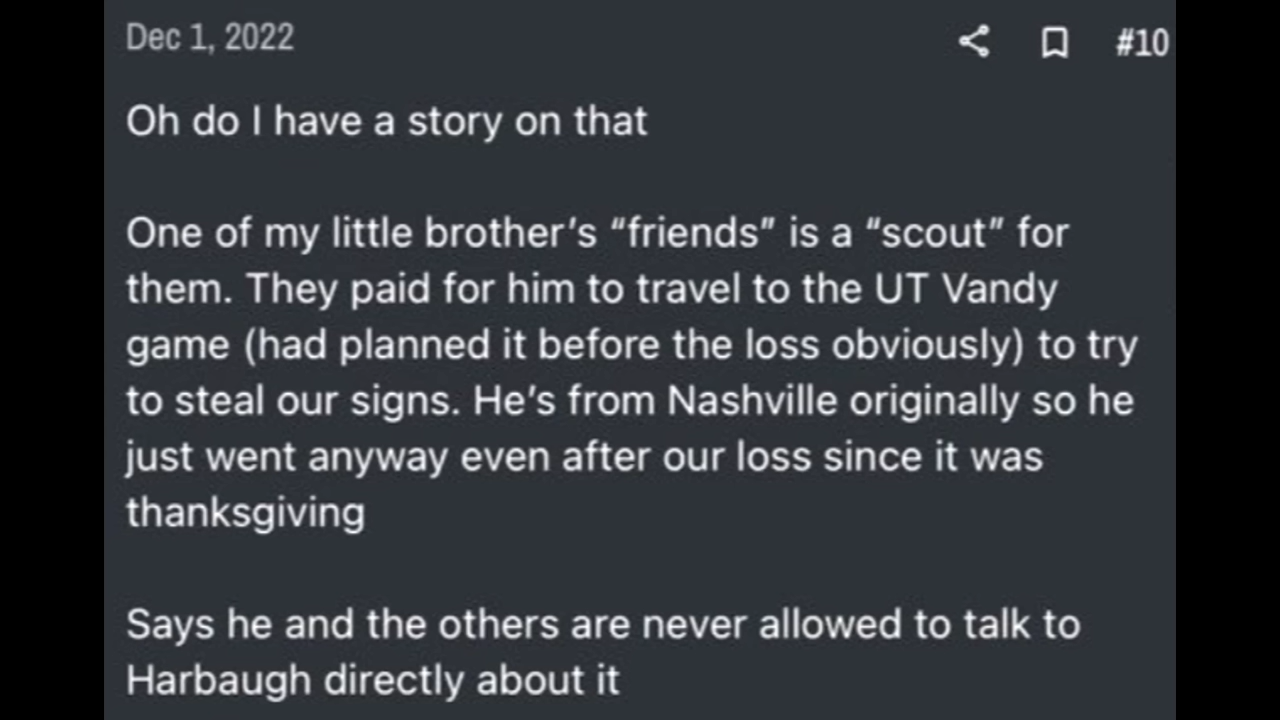 Dec 1, 2022 #10
Oh do I have a story on that
One of my little brother’s “friends” is a “scout” for
them. They paid for him to travel to the UT Vandy
game (had planned it before the loss obviously) to try
to steal our signs. He’s from Nashville originally so he
just went anyway even after our loss since it was
thanksgiving
Says he and the others are never allowed to talk to
Harbaugh directly about it